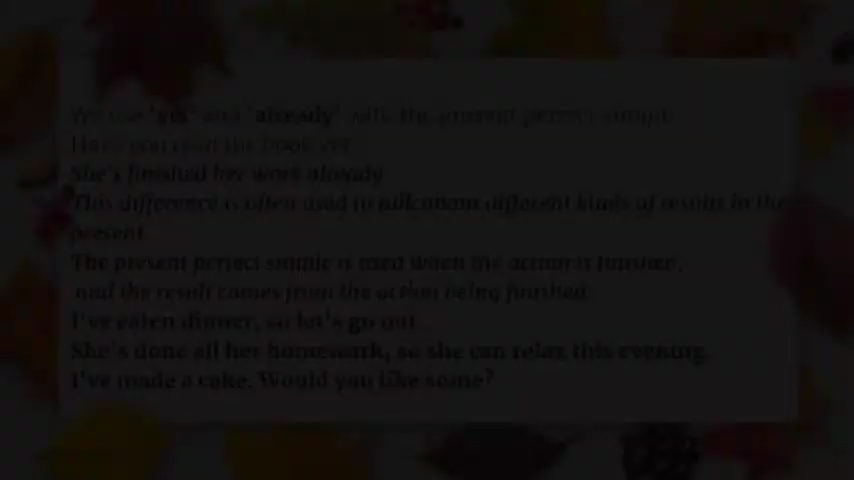 We use 'yet' and 'already' with the present perfect simple
Have you read the book yet
She's finished her work already
This difference is often used to talk about different kinds of results in the
present
The present perfect simple is used when the action is finished,
and the result comes from the action being finished.
I've eaten dinner, so let's go out.
She's done all her homework, so she can relax this evening.
I've made a cake. Would you like some?